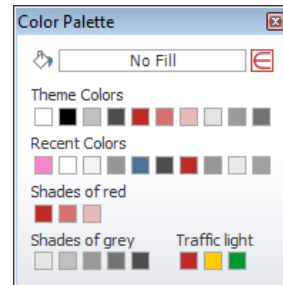 Color Palette
No Fill
Theme Colors
Recent Colors
Shades of red
Shades of grey
Traffic light